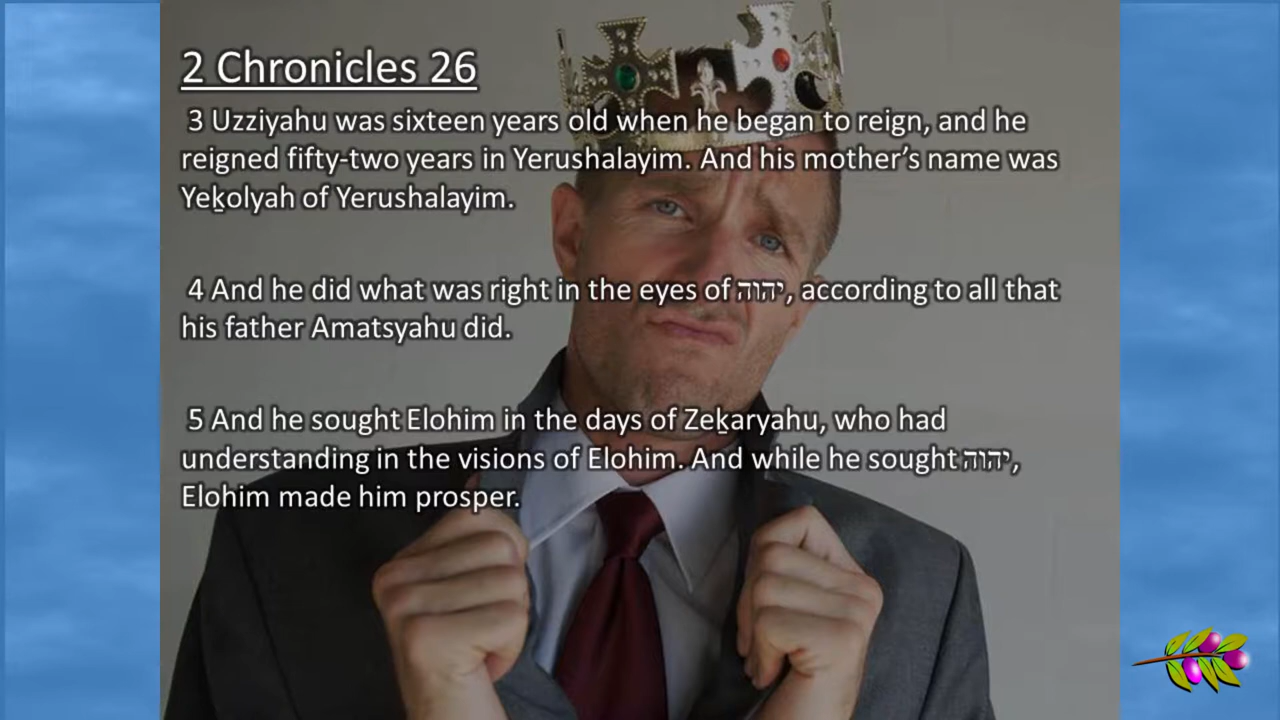 2 Chronicles 26
3 Uzziyahu was sixteen years old when he began to reign, and he
reigned fifty-two years in Yerushalayim. And his mother’s name was
Yeḵolyah of Yerushalayim.
4 And he did what was right in the eyes of יהוה, according to all that
his father Amatsyahu did.
5 And he sought Elohim in the days of Zeḵaryahu, who had
understanding in the visions of Elohim. And while he sought יהוה,
Elohim made him prosper.